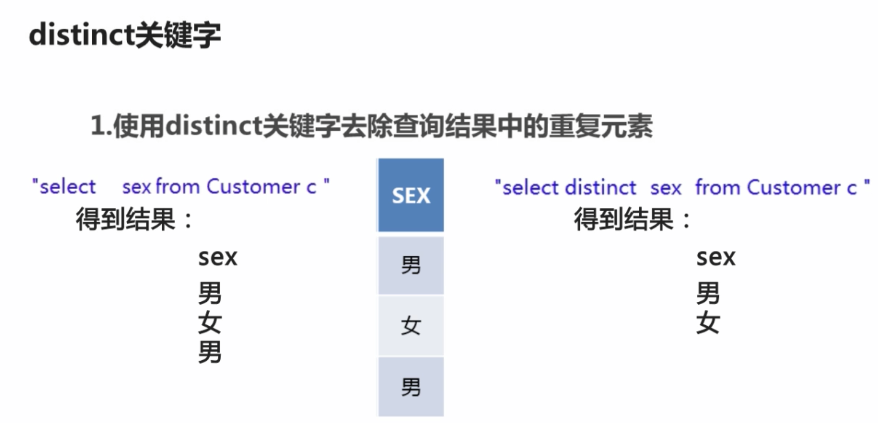 distinct关键字
1.使用distinct关键字去除查询结果中的重复元素
"select sex from Customer c "
得到结果：
sex
男
女
男
SEX
男
女
男
"select distinct sex from Customer c "
得到结果：
sex
男
女